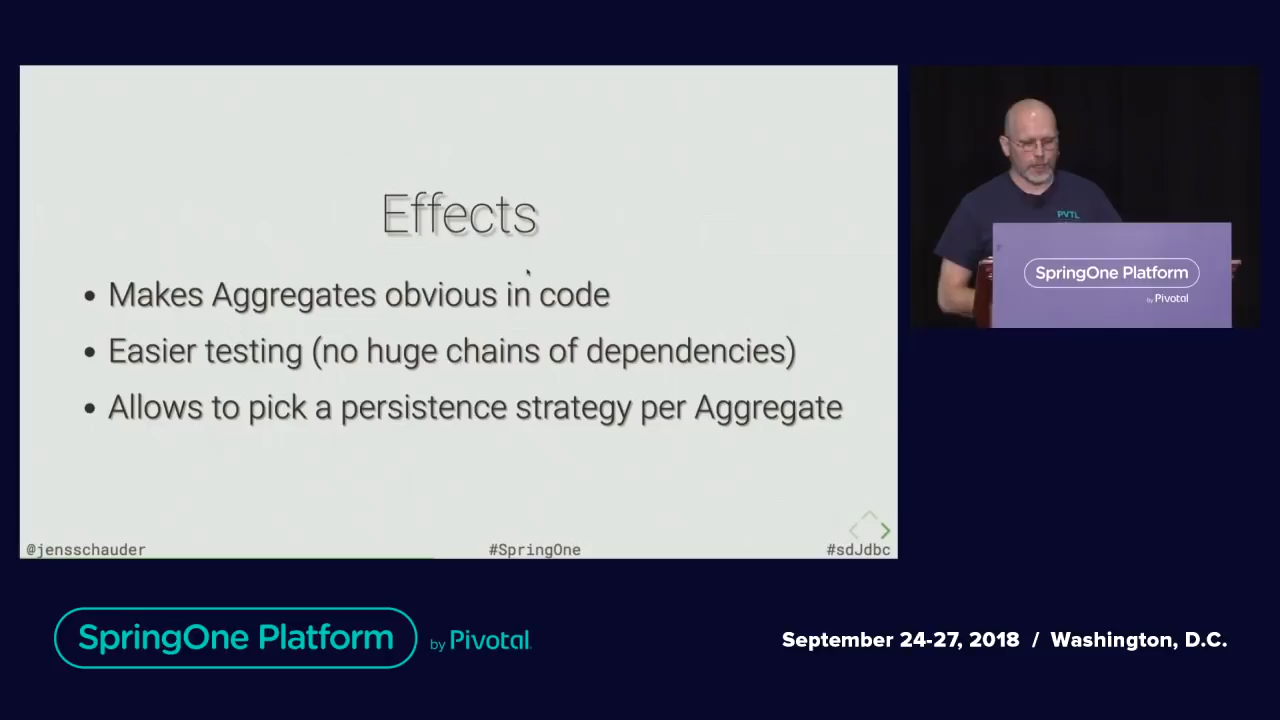 Effects
• Makes Aggregates obvious in code
• Easier testing (no huge chains of dependencies)
• Allows to pick a persistence strategy per Aggregate
@jensschauder #SpringOne #sdJdbc
PVTL
SpringOne Platform
by Pivotal
SpringOne Platform by Pivotal.
September 24-27, 2018 / Washington, D.C.